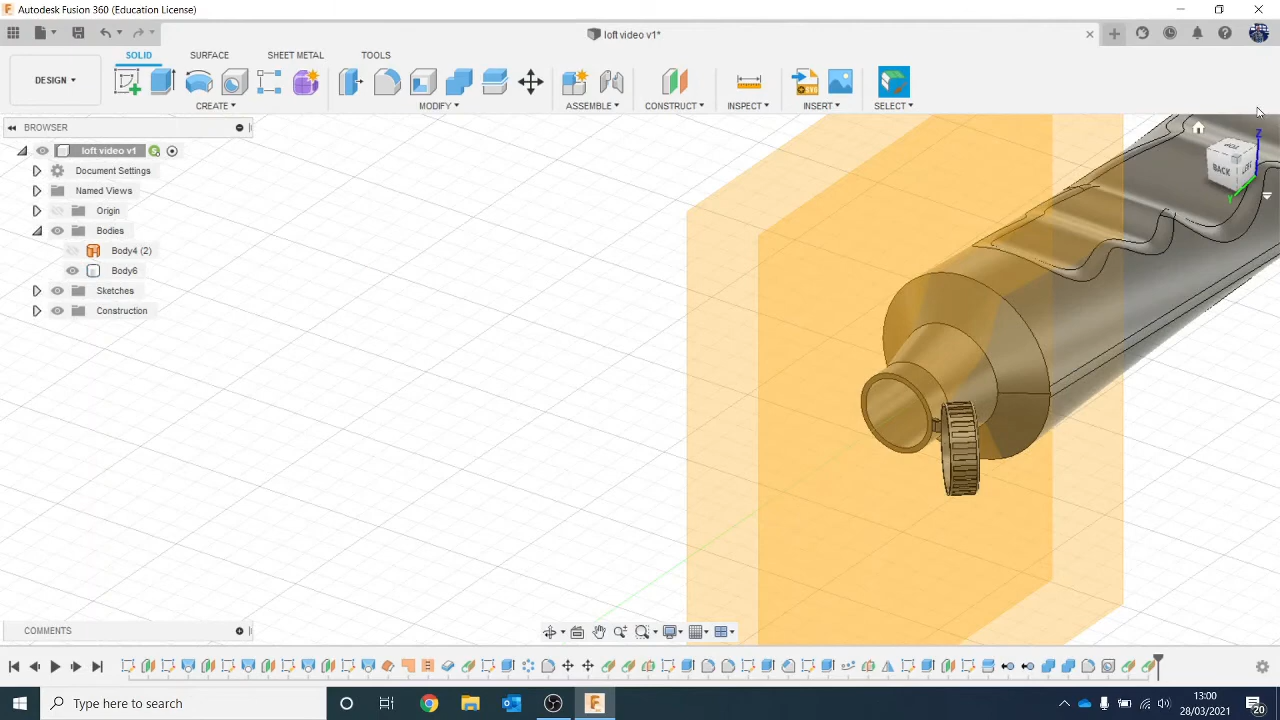 Autodesk Fusion 360 (Education License)
loft video v1*
SOLID SURFACE SHEET METAL TOOLS
DESIGN ▾
CREATE ▾ MODIFY ▾ ASSEMBLE ▾ CONSTRUCT ▾ INSPECT ▾ INSERT ▾ SELECT ▾
BROWSER
loft video v1
Document Settings
Named Views
Origin
Bodies
Body4 (2)
Body6
Sketches
Construction
Z
BACK
Y
COMMENTS
Type here to search
13:00
28/03/2021
20